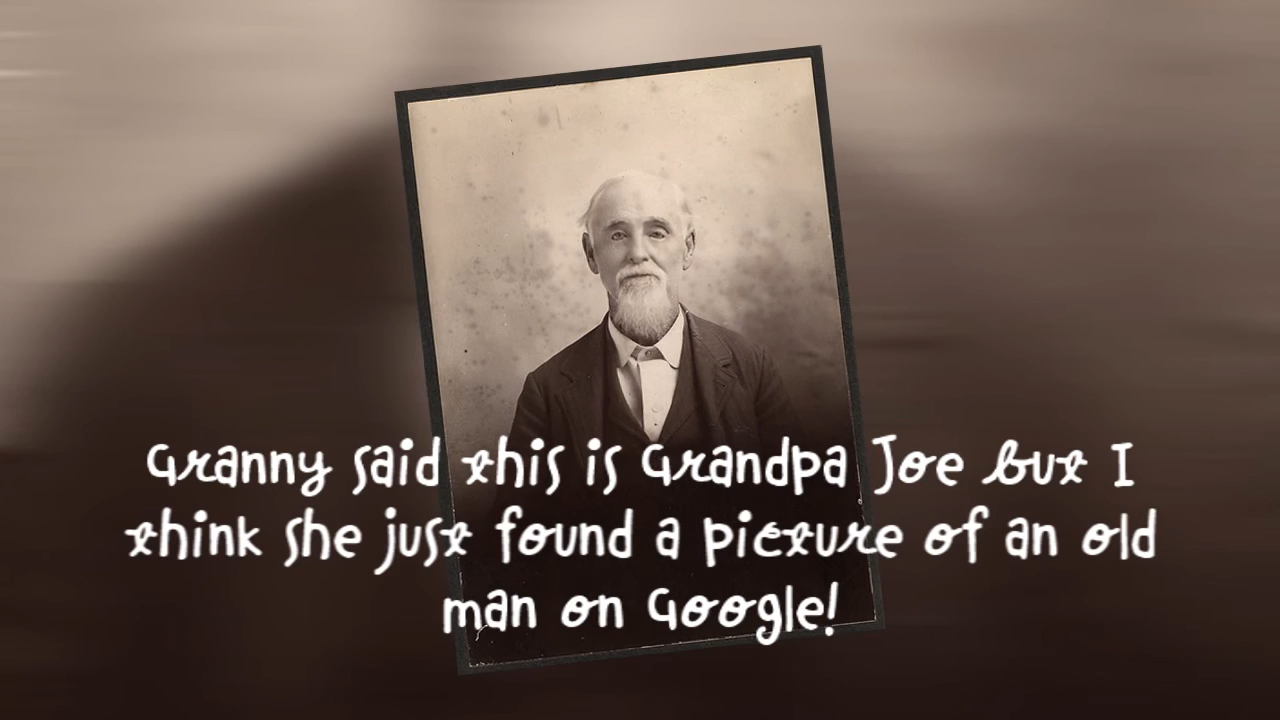 Granny said this is Grandpa Joe but I
think she just found a picture of an old
man on Google!